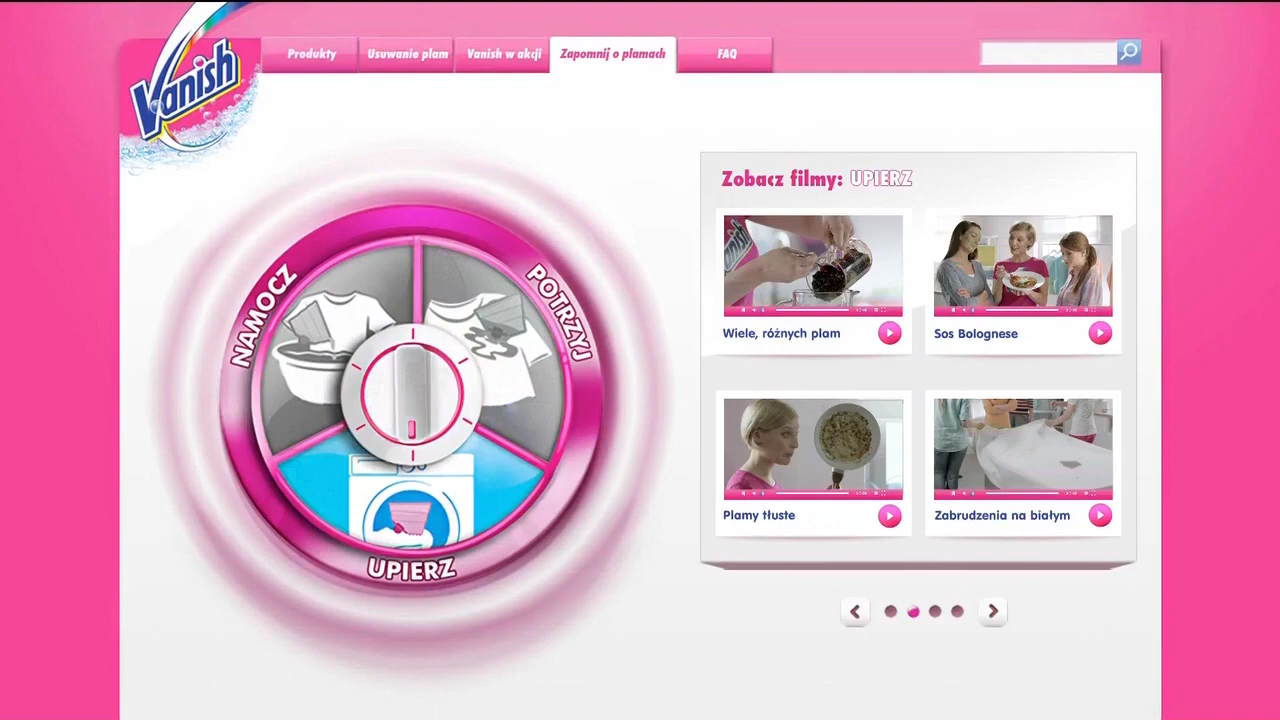 Vanish
Produkty
Usuwanie plam
Vanish w akcji
Zapomnij o plamach
FAQ
NAMOCZ
POTRZYJ
UPIERZ
Zobacz filmy: UPIERZ
Vanish
Wiele, różnych plam
Sos Bolognese
Plamy tłuste
Zabrudzenia na białym